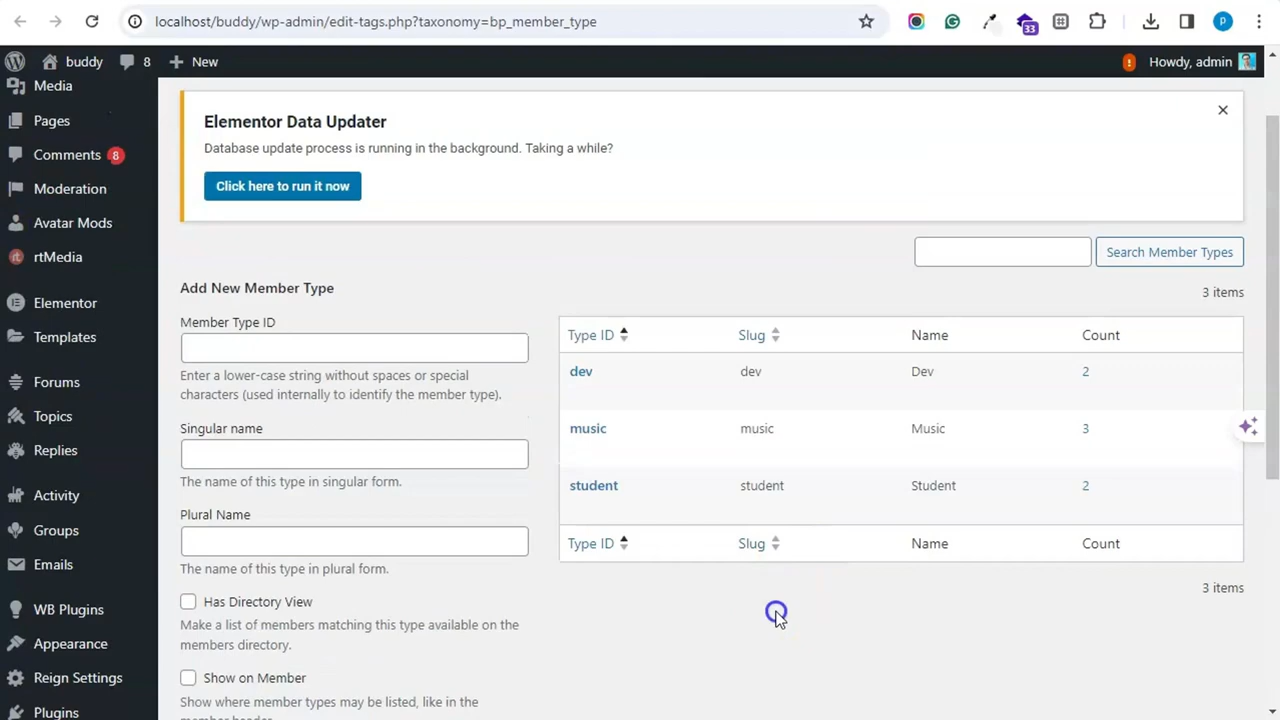 localhost/buddy/wp-admin/edit-tags.php?taxonomy=bp_member_type
33
P
buddy
8
New
Howdy, admin
Media
Pages
Comments 8
Moderation
Avatar Mods
rtMedia
Elementor
Templates
Forums
Topics
Replies
Activity
Groups
Emails
WB Plugins
Appearance
Reign Settings
Plugins
Elementor Data Updater
Database update process is running in the background. Taking a while?
Click here to run it now
Search Member Types
3 items
Add New Member Type
Member Type ID
Enter a lower-case string without spaces or special
characters (used internally to identify the member type).
Singular name
The name of this type in singular form.
Plural Name
The name of this type in plural form.
Has Directory View
Make a list of members matching this type available on the
members directory.
Show on Member
Show where member types may be listed, like in the
member header.
Type ID Slug Name Count
dev dev Dev 2
music music Music 3
student student Student 2
Type ID Slug Name Count
3 items